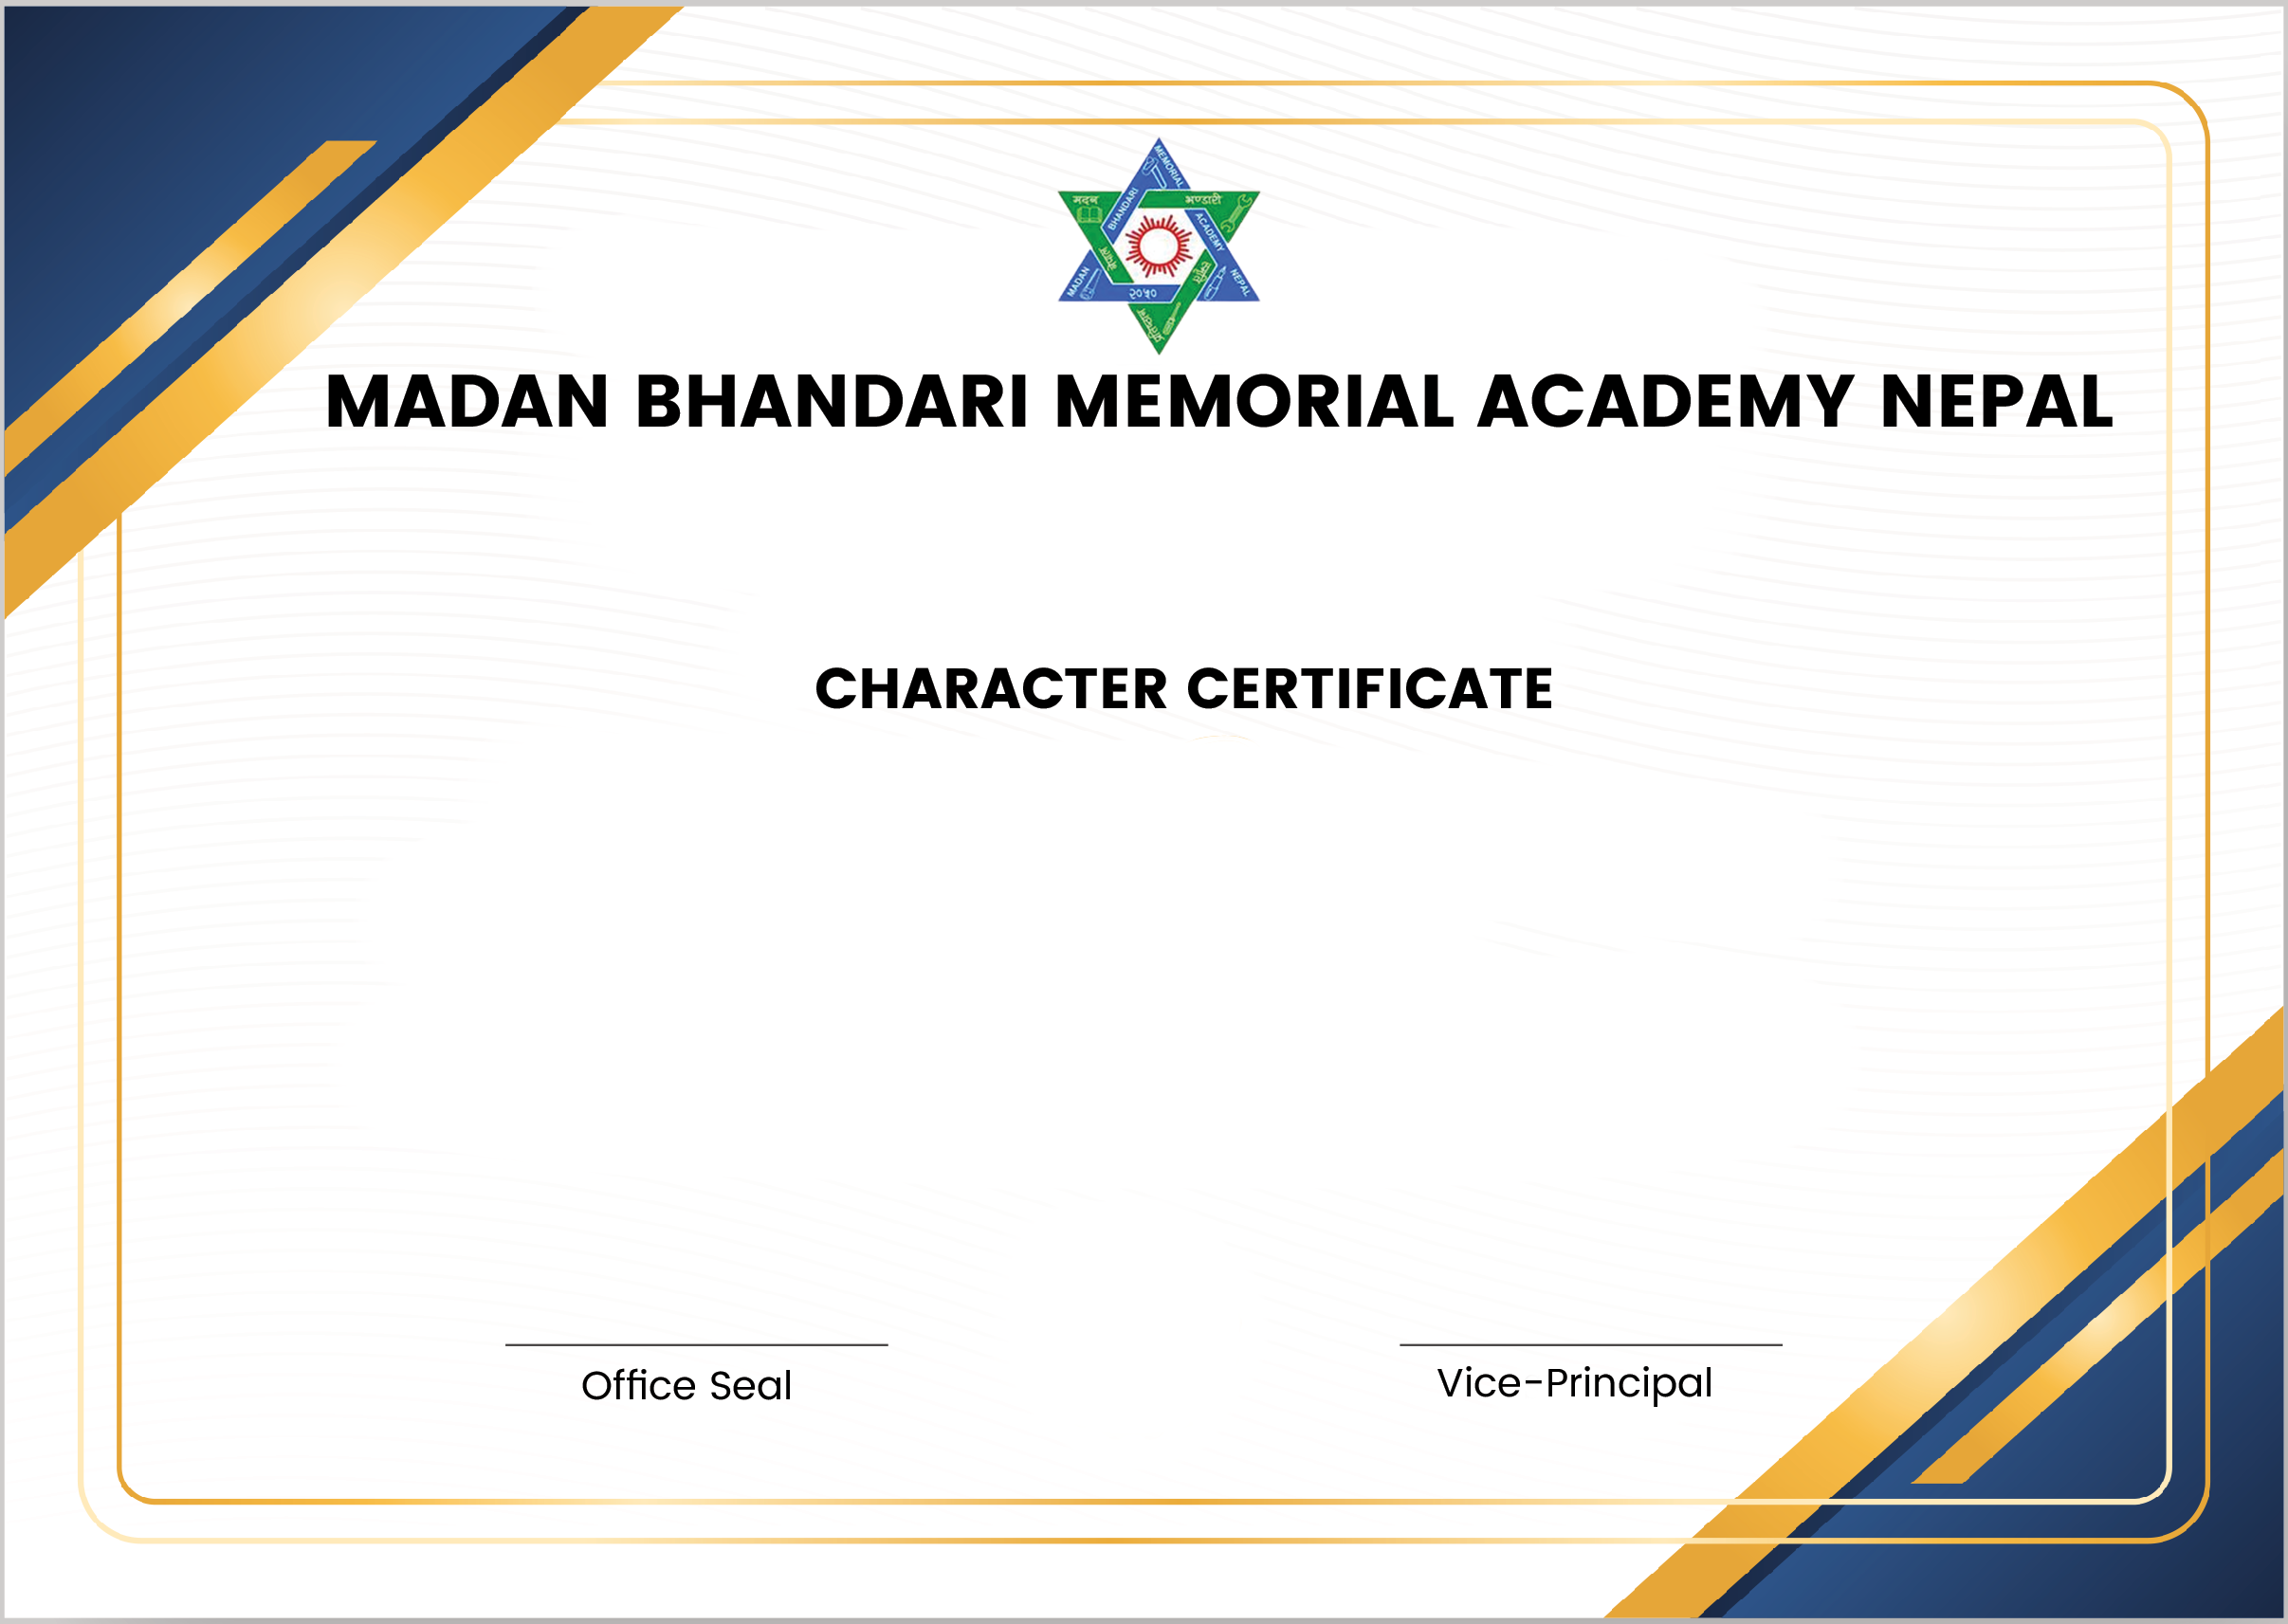 MEMORIAL
BHANDARI
मदन
भण्डारी
ACADEMY
MADAN
NEPAL
नेपाल
स्मृति
२०५०
प्रतिष्ठान
MADAN BHANDARI MEMORIAL ACADEMY NEPAL
CHARACTER CERTIFICATE
Office Seal
Vice-Principal